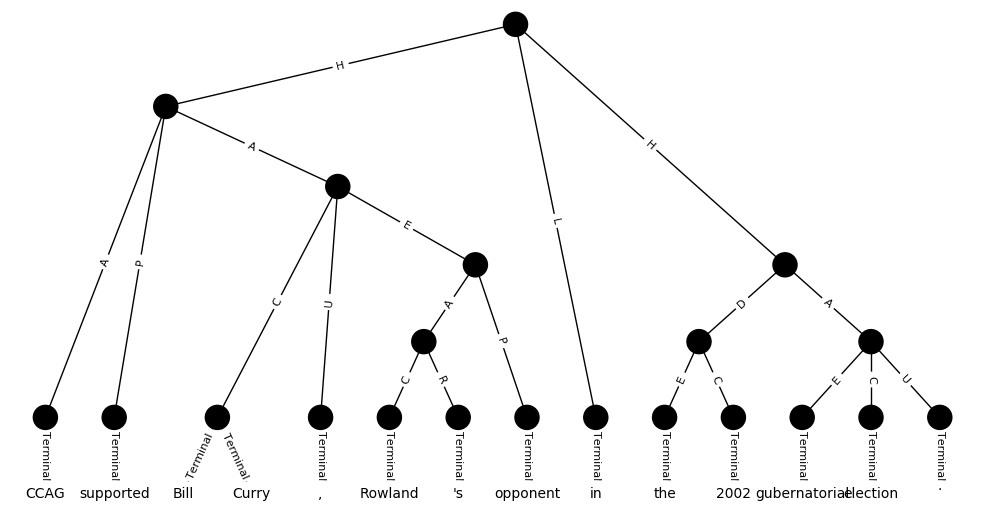 H
A
A
H
E
L
A
P
C
U
A
P
D
A
C
R
E
C
E
C
U
Terminal Terminal Terminal Terminal Terminal Terminal Terminal Terminal Terminal Terminal Terminal Terminal Terminal Terminal
CCAG supported Bill Curry , Rowland 's opponent in the 2002 gubernatorial election .